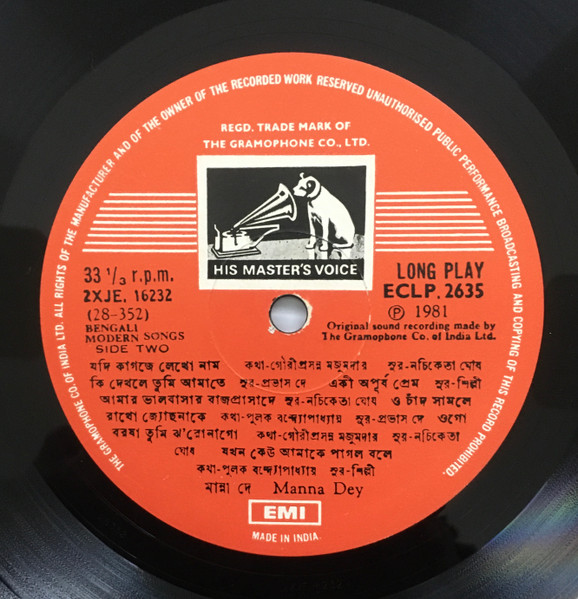 THE GRAMOPHONE CO. OF INDIA LTD. ALL RIGHTS OF THE MANUFACTURER AND OF THE OWNER OF THE RECORDED WORK RESERVED UNAUTHORISED PUBLIC PERFORMANCE BROADCASTING AND COPYING OF THIS RECORD PROHIBITED.
REGD. TRADE MARK OF
THE GRAMOPHONE CO., LTD.
HIS MASTER'S VOICE
33 1/3 r.p.m.
2XJE. 16232
(28-352)
BENGALI
MODERN SONGS
SIDE TWO
LONG PLAY
ECLP. 2635
℗ 1981
Original sound recording made by
The Gramophone Co. of India Ltd.
যদি কাগজে লেখো নাম কথা-গৌরীপ্রসন্ন মজুমদার সুর-নচিকেতা ঘোষ
কি দেখলে তুমি আমাতে সুর-প্রভাস দে একী অপূর্ব প্রেম সুর-শিল্পী
আমার ভালবাসার রাজপ্রাসাদে সুর-নচিকেতা ঘোষ ও চাঁদ সামলে
রাখো জ্যোছনাকে কথা-পুলক বন্দ্যোপাধ্যায় সুর-প্রভাস দে ওগো
বরষা তুমি ঝ'রোনাগো কথা-গৌরীপ্রসন্ন মজুমদার সুর-নচিকেতা
ঘোষ যখন কেউ আমাকে পাগল বলে
কথা-পুলক বন্দ্যোপাধ্যায় সুর-শিল্পী
মান্না দে Manna Dey
EMI
MADE IN INDIA.